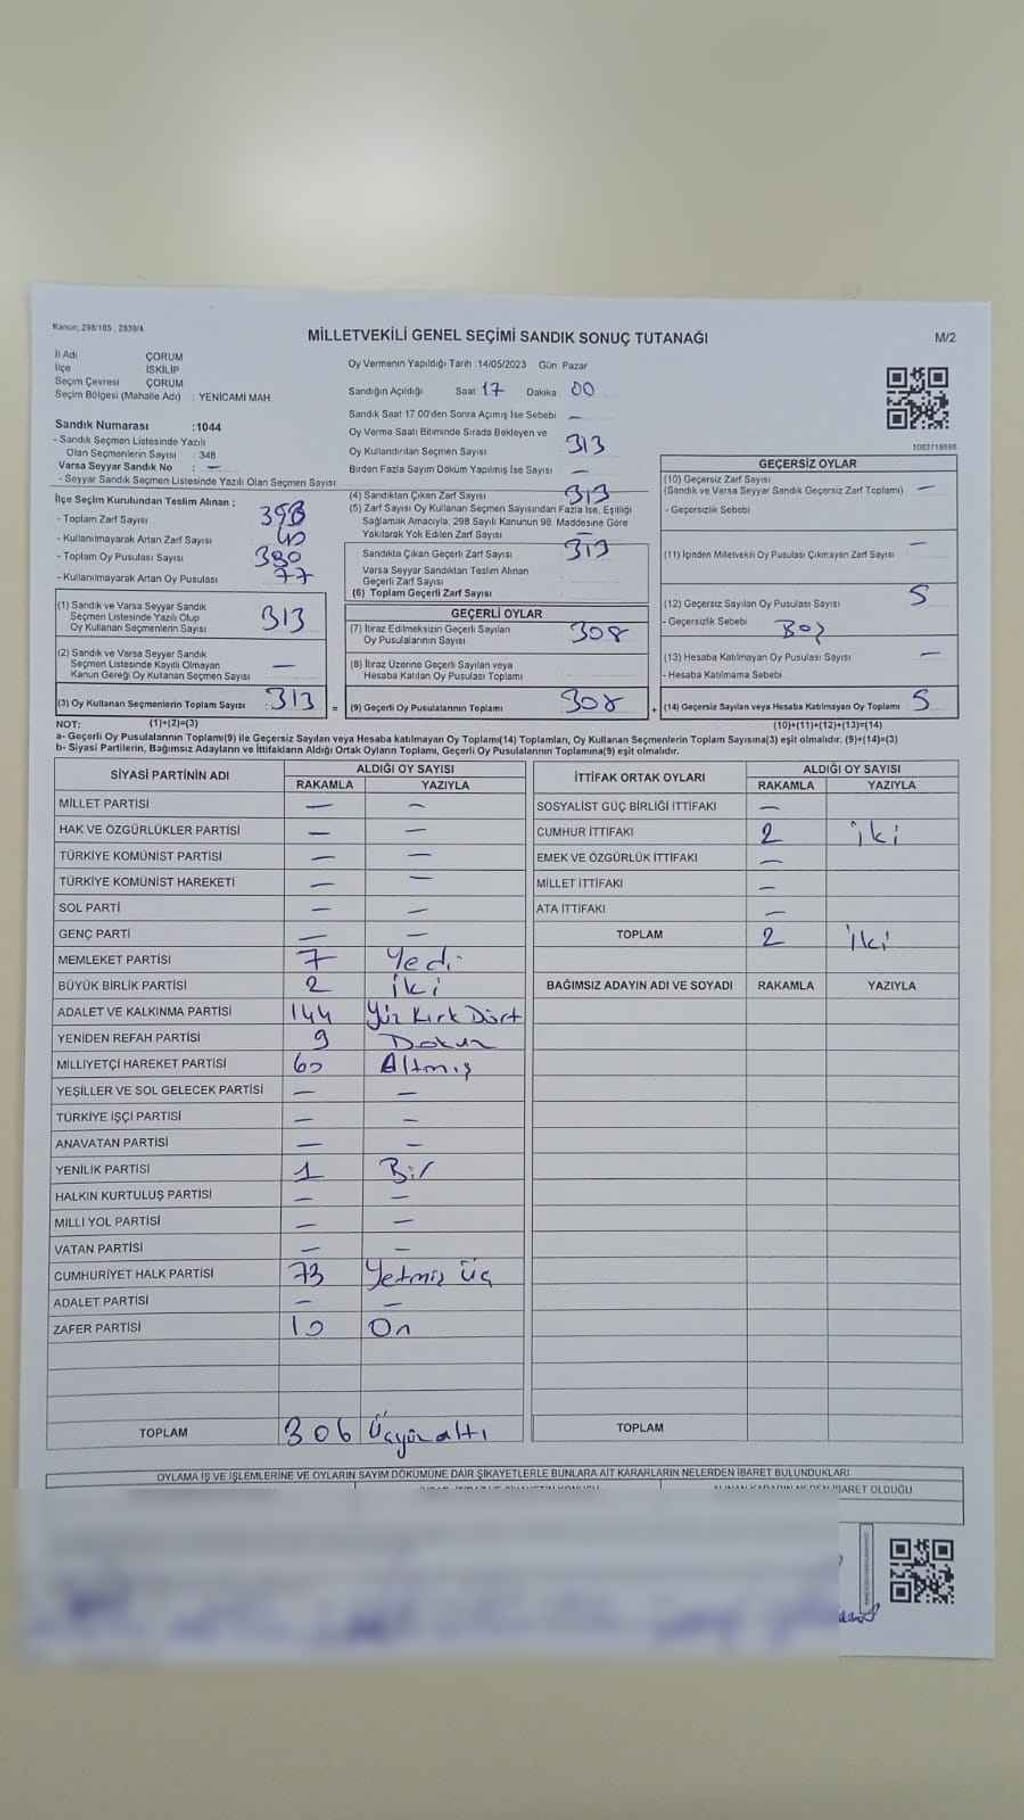 Kanun; 298/105 , 2839/4
MİLLETVEKİLİ GENEL SEÇİMİ SANDIK SONUÇ TUTANAĞI
M/2
İl Adı ÇORUM
İlçe İSKİLİP
Seçim Çevresi ÇORUM
Seçim Bölgesi (Mahalle Adı) : YENİCAMİ MAH.
Oy Vermenin Yapıldığı Tarih :14/05/2023 Gün: Pazar
Sandığın Açıldığı Saat 17 Dakika 00
Sandık Saat 17.00'den Sonra Açımış İse Sebebi —
Oy Verme Saati Bitiminde Sırada Bekleyen ve
Oy Kullandırılan Seçmen Sayısı 313
Birden Fazla Sayım Döküm Yapılmış İse Sayısı —
Sandık Numarası :1044
- Sandık Seçmen Listesinde Yazılı
Olan Seçmenlerin Sayısı : 348
Varsa Seyyar Sandık No : —
- Seyyar Sandık Seçmen Listesinde Yazılı Olan Seçmen Sayısı
İlçe Seçim Kurulundan Teslim Alınan :
- Toplam Zarf Sayısı
- Kullanılmayarak Artan Zarf Sayısı
- Toplam Oy Pusulası Sayısı 390
- Kullanılmayarak Artan Oy Pusulası 77
(1) Sandık ve Varsa Seyyar Sandık
Seçmen Listesinde Yazılı Olup
Oy Kullanan Seçmenlerin Sayısı 313
(2) Sandık ve Varsa Seyyar Sandık
Seçmen Listesinde Kayıtlı Olmayan
Kanun Gereği Oy Kullanan Seçmen Sayısı —
(3) Oy Kullanan Seçmenlerin Toplam Sayısı : 313 =
(4) Sandıktan Çıkan Zarf Sayısı 313
(5) Zarf Sayısı Oy Kullanan Seçmen Sayısından Fazla İse, Eşitliği
Sağlamak Amacıyla, 298 Sayılı Kanunun 98. Maddesine Göre
Yakılarak Yok Edilen Zarf Sayısı —
Sandıkta Çıkan Geçerli Zarf Sayısı 313
Varsa Seyyar Sandıktan Teslim Alınan
Geçerli Zarf Sayısı
(6) Toplam Geçerli Zarf Sayısı
GEÇERLİ OYLAR
(7) İtiraz Edilmeksizin Geçerli Sayılan
Oy Pusulalarının Sayısı 308
(8) İtiraz Üzerine Geçerli Sayılan veya
Hesaba Katılan Oy Pusulası Toplamı
(9) Geçerli Oy Pusulalarının Toplamı 308 +
GEÇERSİZ OYLAR
(10) Geçersiz Zarf Sayısı
(Sandık ve Varsa Seyyar Sandık Geçersiz Zarf Toplamı) —
- Geçersizlik Sebebi
(11) İçinden Milletvekili Oy Pusulası Çıkmayan Zarf Sayısı —
(12) Geçersiz Sayılan Oy Pusulası Sayısı 5
- Geçersizlik Sebebi Boş
(13) Hesaba Katılmayan Oy Pusulası Sayısı —
- Hesaba Katılmama Sebebi
(14) Geçersiz Sayılan veya Hesaba Katılmayan Oy Toplamı 5
NOT: (1)+(2)=(3) (10)+(11)+(12)+(13)=(14)
a- Geçerli Oy Pusulalarının Toplamı(9) ile Geçersiz Sayılan veya Hesaba katılmayan Oy Toplamı(14) Toplamları, Oy Kullanan Seçmenlerin Toplam Sayısına(3) eşit olmalıdır. (9)+(14)=(3)
b- Siyasi Partilerin, Bağımsız Adayların ve İttifakların Aldığı Ortak Oyların Toplamı, Geçerli Oy Pusulalarının Toplamına(9) eşit olmalıdır.
SİYASİ PARTİNİN ADI ALDIĞI OY SAYISI
RAKAMLA YAZIYLA
MİLLET PARTİSİ — —
HAK VE ÖZGÜRLÜKLER PARTİSİ — —
TÜRKİYE KOMÜNİST PARTİSİ — —
TÜRKİYE KOMÜNİST HAREKETİ — —
SOL PARTİ — —
GENÇ PARTİ — —
MEMLEKET PARTİSİ 7 Yedi
BÜYÜK BİRLİK PARTİSİ 2 İki
ADALET VE KALKINMA PARTİSİ 144 Yüz Kırk Dört
YENİDEN REFAH PARTİSİ 9 Dokuz
MİLLİYETÇİ HAREKET PARTİSİ 60 Altmış
YEŞİLLER VE SOL GELECEK PARTİSİ — —
TÜRKİYE İŞÇİ PARTİSİ — —
ANAVATAN PARTİSİ — —
YENİLİK PARTİSİ 1 Bir
HALKIN KURTULUŞ PARTİSİ — —
MİLLİ YOL PARTİSİ — —
VATAN PARTİSİ — —
CUMHURİYET HALK PARTİSİ 73 Yetmiş Üç
ADALET PARTİSİ — —
ZAFER PARTİSİ 10 On
TOPLAM 306 Üçyüz altı
İTTİFAK ORTAK OYLARI ALDIĞI OY SAYISI
RAKAMLA YAZIYLA
SOSYALİST GÜÇ BİRLİĞİ İTTİFAKI —
CUMHUR İTTİFAKI 2 İki
EMEK VE ÖZGÜRLÜK İTTİFAKI —
MİLLET İTTİFAKI —
ATA İTTİFAKI —
TOPLAM 2 İki
BAĞIMSIZ ADAYIN ADI VE SOYADI RAKAMLA YAZIYLA
TOPLAM
OYLAMA İŞ VE İŞLEMLERİNE VE OYLARIN SAYIM DÖKÜMÜNE DAİR ŞİKAYETLERLE BUNLARA AİT KARARLARIN NELERDEN İBARET BULUNDUKLARI
İBARET OLDUĞU